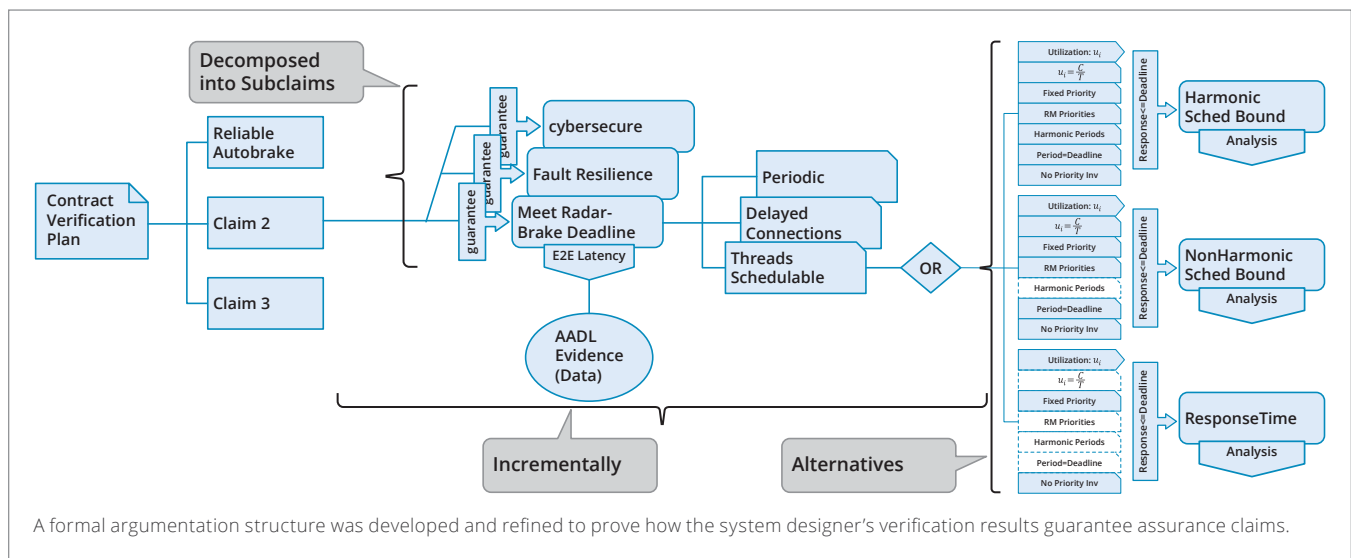 Decomposed
into Subclaims
Contract
Verification
Plan
Reliable
Autobrake
Claim 2
Claim 3
guarantee
cybersecure
guarantee
Fault Resilience
guarantee
Meet Radar-
Brake Deadline
E2E Latency
AADL
Evidence
(Data)
Periodic
Delayed
Connections
Threads
Schedulable
OR
Incrementally
Alternatives
Utilization: uᵢ
uᵢ = C/T
Fixed Priority
RM Priorities
Harmonic Periods
Period=Deadline
No Priority Inv
Response<=Deadline
Harmonic
Sched Bound
Analysis
Utilization: uᵢ
uᵢ = C/T
Fixed Priority
RM Priorities
Harmonic Periods
Period=Deadline
No Priority Inv
Response<=Deadline
NonHarmonic
Sched Bound
Analysis
Utilization: uᵢ
uᵢ = C/T
Fixed Priority
RM Priorities
Harmonic Periods
Period=Deadline
No Priority Inv
Response<=Deadline
ResponseTime
Analysis
A formal argumentation structure was developed and refined to prove how the system designer’s verification results guarantee assurance claims.